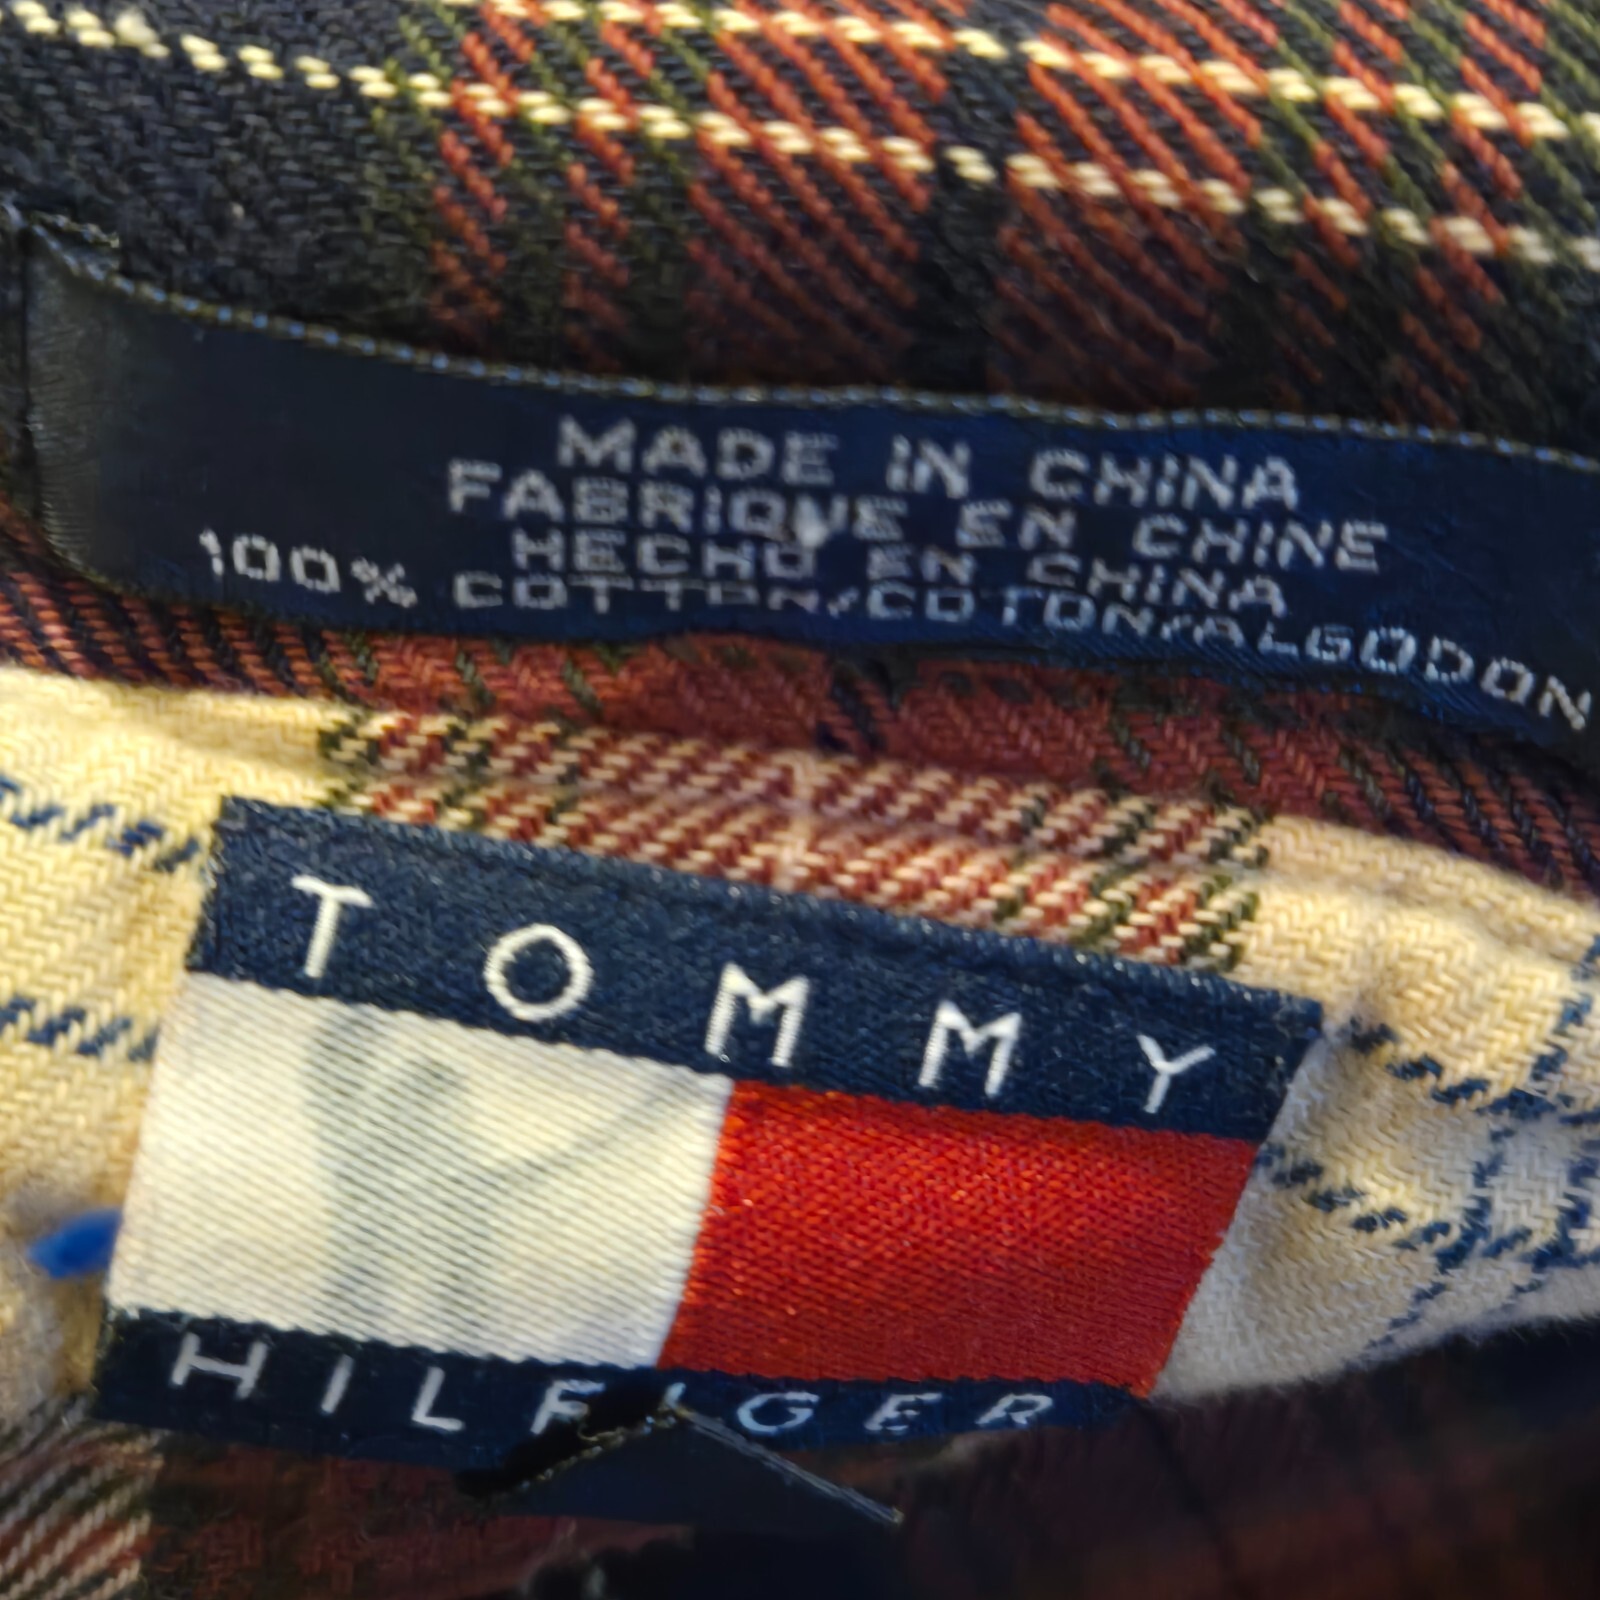 MADE IN CHINA
FABRIQUE EN CHINE
HECHO EN CHINA
100% COTTON/COTON/ALGODON
TOMMY
HILFIGER